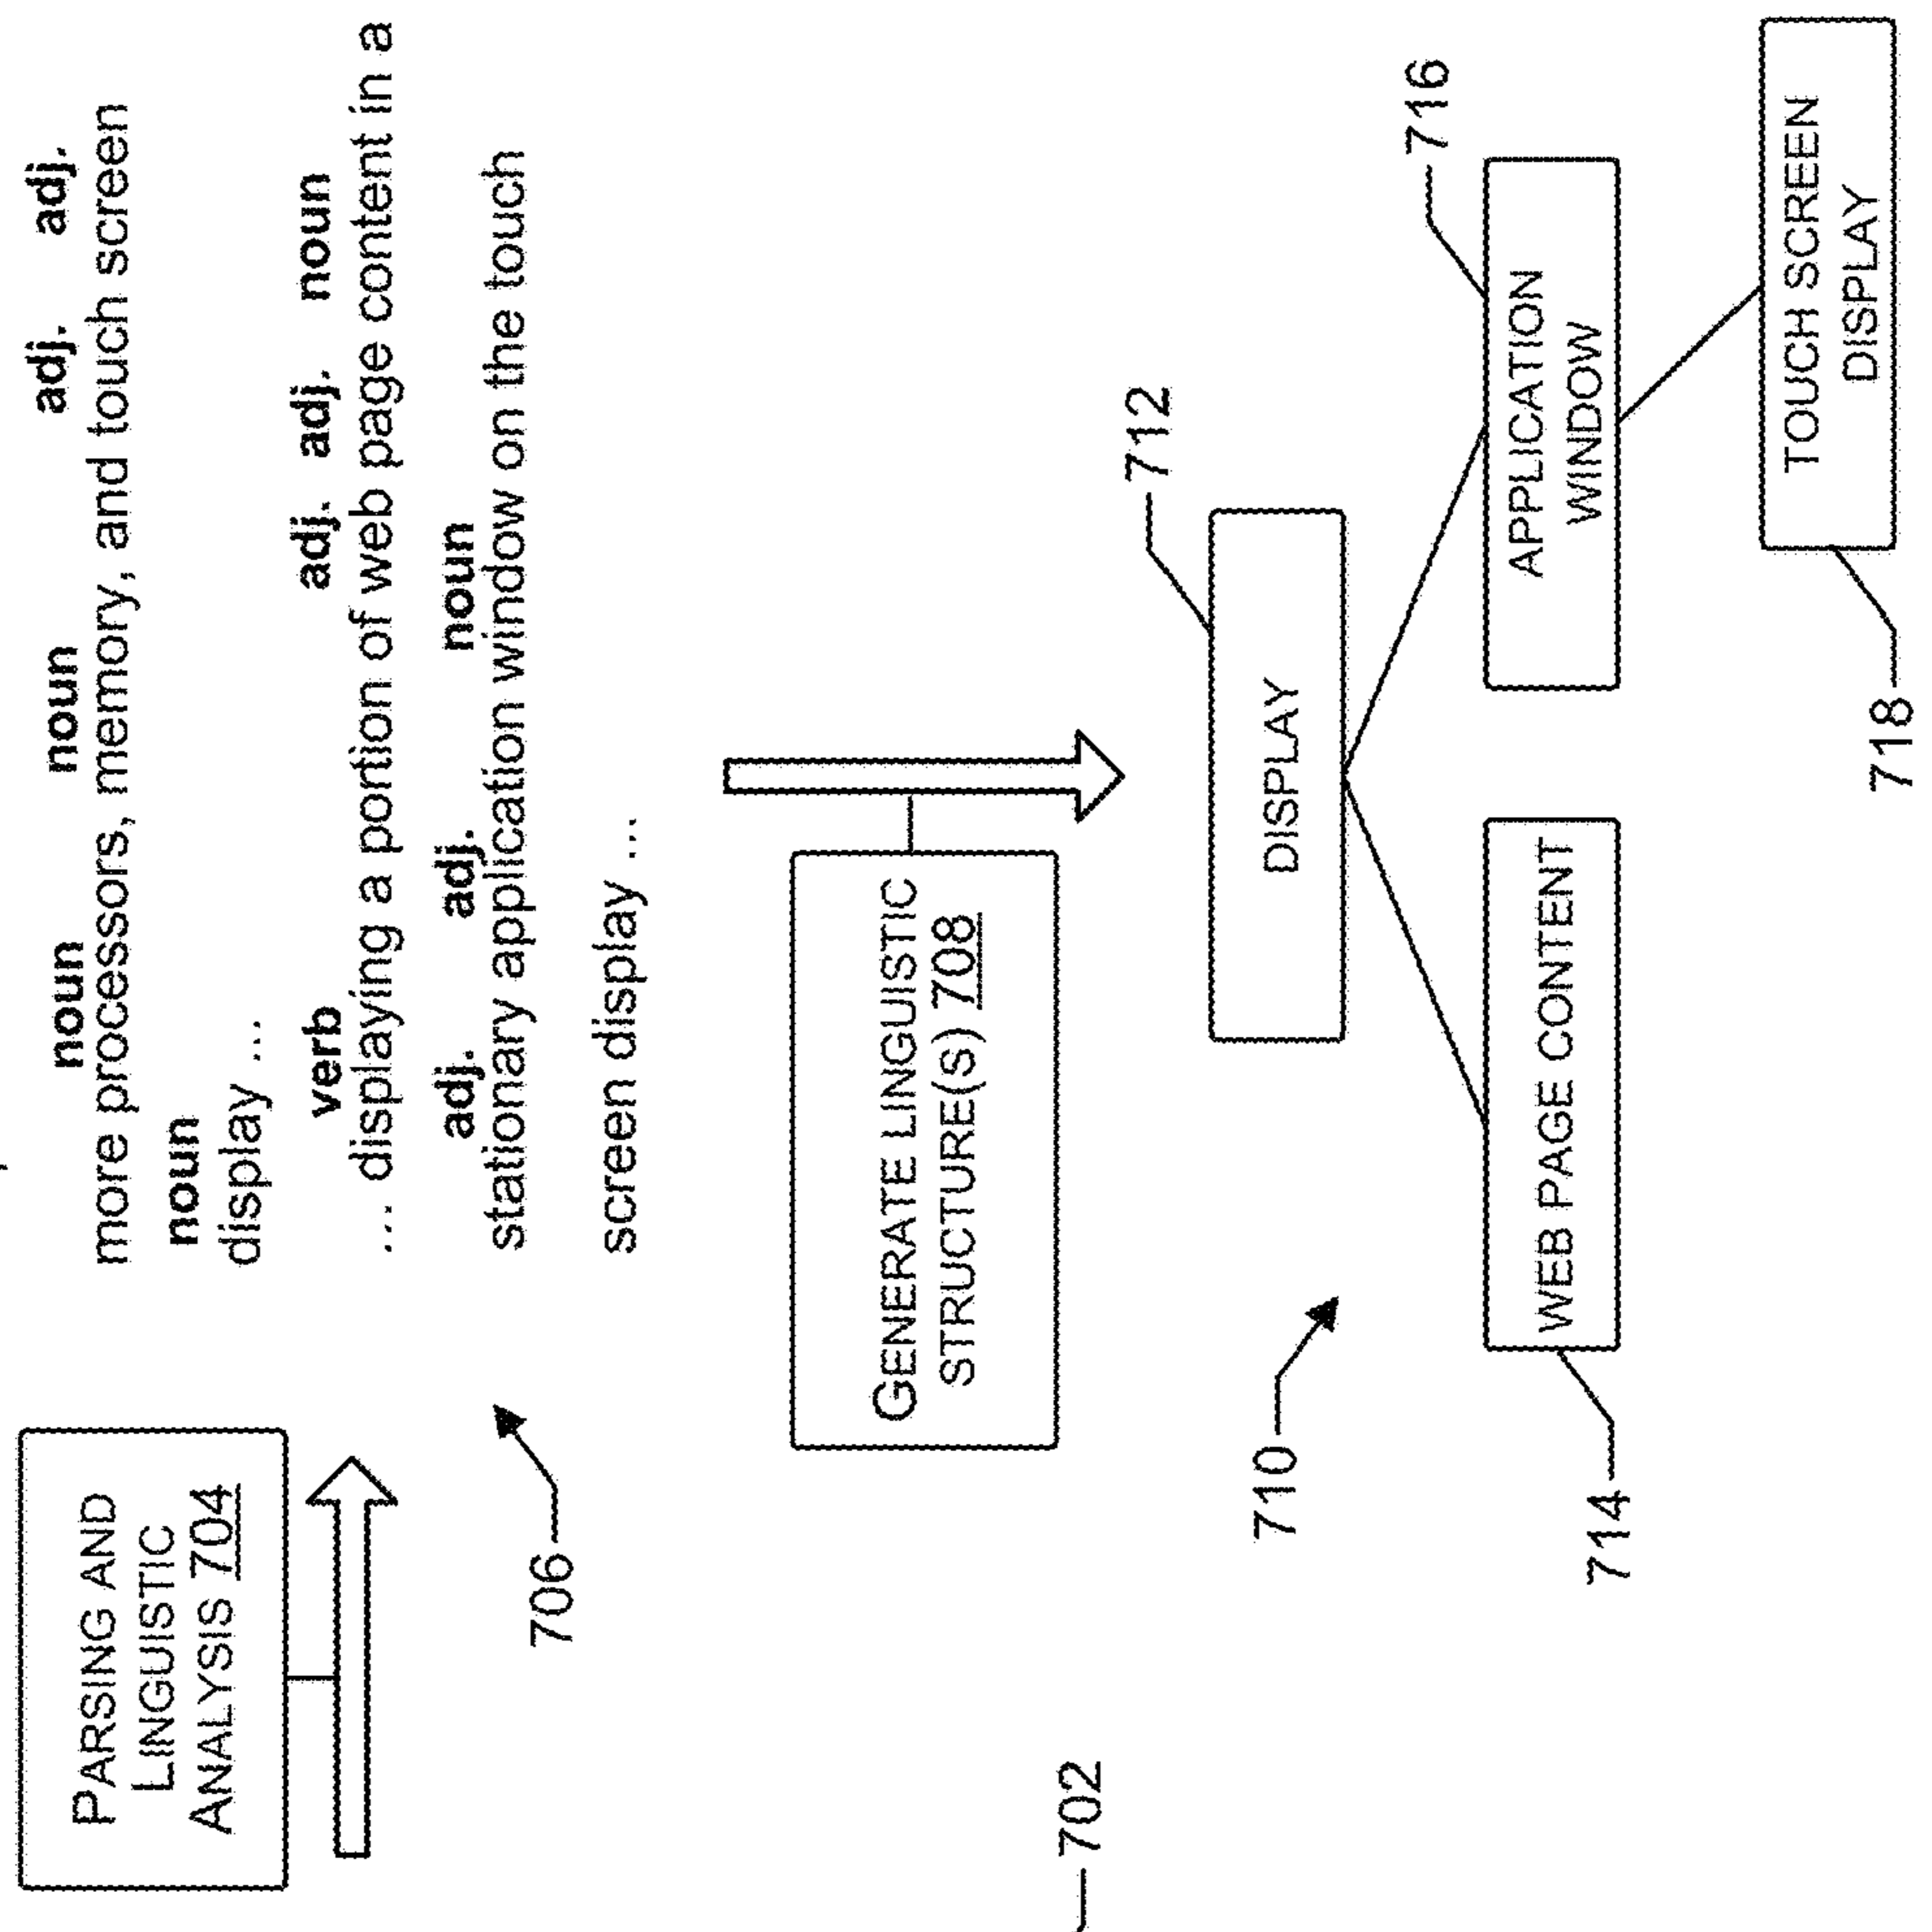 adj. adj.
noun noun
more processors, memory, and touch screen
noun
display ...
verb adj. adj. noun
... displaying a portion of web page content in a
adj. adj. noun
stationary application window on the touch
screen display ...
PARSING AND
LINGUISTIC
ANALYSIS 704
706
702
GENERATE LINGUISTIC
STRUCTURE(S) 708
710
712
DISPLAY
714
WEB PAGE CONTENT
716
APPLICATION
WINDOW
718
TOUCH SCREEN
DISPLAY